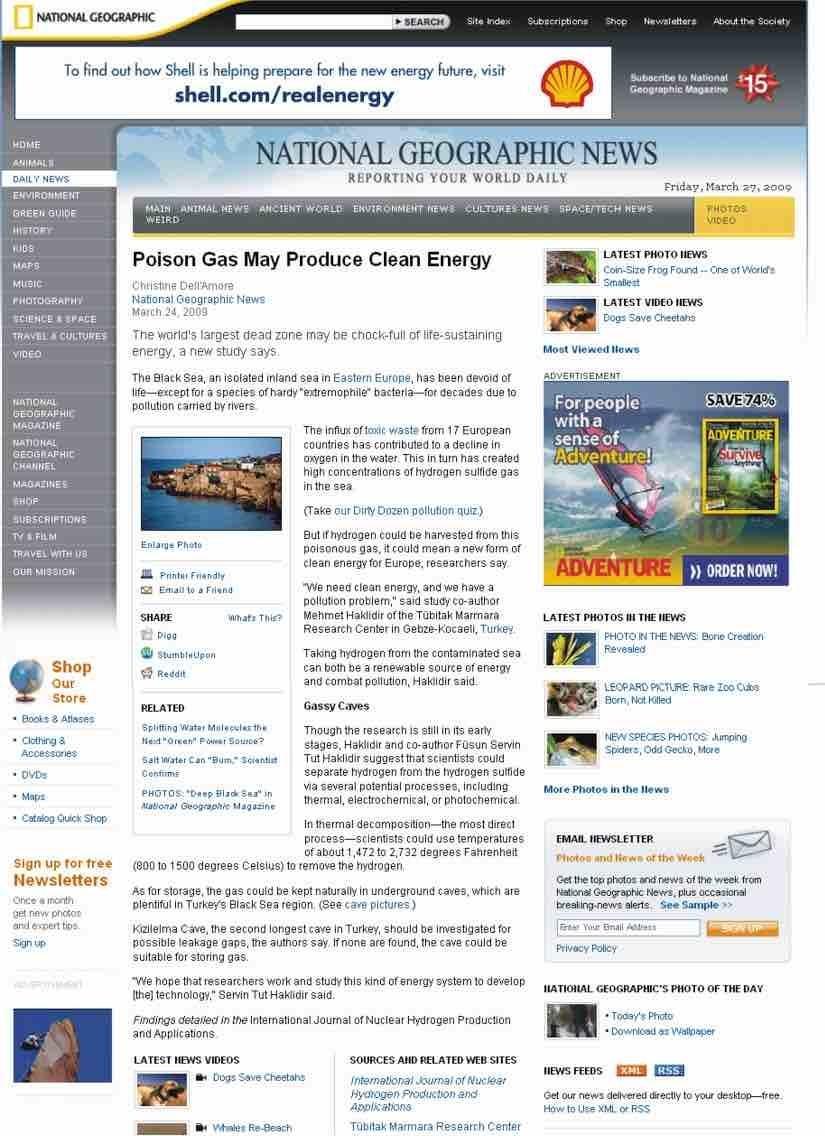 NATIONAL GEOGRAPHIC
SEARCH
Site Index Subscriptions Shop Newsletters About the Society
To find out how Shell is helping prepare for the new energy future, visit
shell.com/realenergy
Subscribe to National
Geographic Magazine
$15
HOME
ANIMALS
DAILY NEWS
ENVIRONMENT
GREEN GUIDE
HISTORY
KIDS
MAPS
MUSIC
PHOTOGRAPHY
SCIENCE & SPACE
TRAVEL & CULTURES
VIDEO
NATIONAL
GEOGRAPHIC
MAGAZINE
NATIONAL
GEOGRAPHIC
CHANNEL
MAGAZINES
SHOP
SUBSCRIPTIONS
TV & FILM
TRAVEL WITH US
OUR MISSION
Shop
Our
Store
• Books & Atlases
• Clothing &
Accessories
• DVDs
• Maps
• Catalog Quick Shop
Sign up for free
Newsletters
Once a month
get new photos
and expert tips.
Sign up
ADVERTISEMENT
NATIONAL GEOGRAPHIC NEWS
REPORTING YOUR WORLD DAILY
Friday, March 27, 2009
MAIN ANIMAL NEWS ANCIENT WORLD ENVIRONMENT NEWS CULTURES NEWS SPACE/TECH NEWS
WEIRD
PHOTOS
VIDEO
Poison Gas May Produce Clean Energy
Christine Dell'Amore
National Geographic News
March 24, 2009
The world's largest dead zone may be chock-full of life-sustaining
energy, a new study says.
The Black Sea, an isolated inland sea in Eastern Europe, has been devoid of
life—except for a species of hardy "extremophile" bacteria—for decades due to
pollution carried by rivers.
Enlarge Photo
Printer Friendly
Email to a Friend
SHARE What's This?
Digg
StumbleUpon
Reddit
RELATED
Splitting Water Molecules the
Next "Green" Power Source?
Salt Water Can "Burn," Scientist
Confirms
PHOTOS: "Deep Black Sea" in
National Geographic Magazine
The influx of toxic waste from 17 European
countries has contributed to a decline in
oxygen in the water. This in turn has created
high concentrations of hydrogen sulfide gas
in the sea.
(Take our Dirty Dozen pollution quiz.)
But if hydrogen could be harvested from this
poisonous gas, it could mean a new form of
clean energy for Europe, researchers say.
"We need clean energy, and we have a
pollution problem," said study co-author
Mehmet Haklidir of the Tübitak Marmara
Research Center in Gebze-Kocaeli, Turkey.
Taking hydrogen from the contaminated sea
can both be a renewable source of energy
and combat pollution, Haklidir said.
Gassy Caves
Though the research is still in its early
stages, Haklidir and co-author Füsun Servin
Tut Haklidir suggest that scientists could
separate hydrogen from the hydrogen sulfide
via several potential processes, including
thermal, electrochemical, or photochemical.
In thermal decomposition—the most direct
process—scientists could use temperatures
of about 1,472 to 2,732 degrees Fahrenheit
(800 to 1500 degrees Celsius) to remove the hydrogen.
As for storage, the gas could be kept naturally in underground caves, which are
plentiful in Turkey's Black Sea region. (See cave pictures.)
Kizilelma Cave, the second longest cave in Turkey, should be investigated for
possible leakage gaps, the authors say. If none are found, the cave could be
suitable for storing gas.
"We hope that researchers work and study this kind of energy system to develop
[the] technology," Servin Tut Haklidir said.
Findings detailed in the International Journal of Nuclear Hydrogen Production
and Applications.
LATEST NEWS VIDEOS
Dogs Save Cheetahs
Whales Re-Beach
SOURCES AND RELATED WEB SITES
International Journal of Nuclear
Hydrogen Production and
Applications
Tübitak Marmara Research Center
LATEST PHOTO NEWS
Coin-Size Frog Found -- One of World's
Smallest
LATEST VIDEO NEWS
Dogs Save Cheetahs
Most Viewed News
ADVERTISEMENT
For people
with a
sense of
Adventure!
SAVE 74%
ADVENTURE
Survive
Anything
ADVENTURE
ORDER NOW!
LATEST PHOTOS IN THE NEWS
PHOTO IN THE NEWS: Bone Creation
Revealed
LEOPARD PICTURE: Rare Zoo Cubs
Born, Not Killed
NEW SPECIES PHOTOS: Jumping
Spiders, Odd Gecko, More
More Photos in the News
EMAIL NEWSLETTER
Photos and News of the Week
Get the top photos and news of the week from
National Geographic News, plus occasional
breaking-news alerts. See Sample >>
Enter Your Email Address
SIGN UP
Privacy Policy
NATIONAL GEOGRAPHIC'S PHOTO OF THE DAY
• Today's Photo
• Download as Wallpaper
NEWS FEEDS XML RSS
Get our news delivered directly to your desktop—free.
How to Use XML or RSS